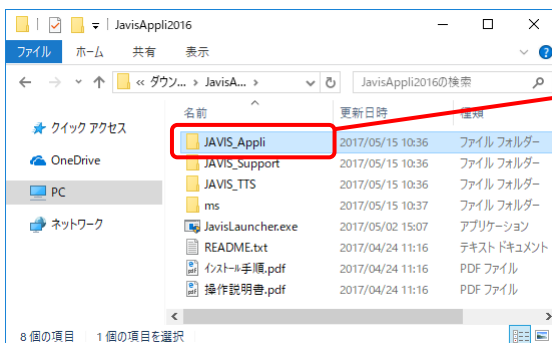 JavisAppli2016
ファイル ホーム 共有 表示
« ダウン... › JavisA... › JavisAppli2016の検索
名前 更新日時 種類
クイック アクセス
OneDrive
PC
ネットワーク
JAVIS_Appli 2017/05/15 10:36 ファイル フォルダー
JAVIS_Support 2017/05/15 10:36 ファイル フォルダー
JAVIS_TTS 2017/05/15 10:36 ファイル フォルダー
ms 2017/05/15 10:37 ファイル フォルダー
JavisLauncher.exe 2017/05/02 15:07 アプリケーション
README.txt 2017/04/24 11:16 テキスト ドキュメント
インストール手順.pdf 2017/04/24 11:16 PDF ファイル
操作説明書.pdf 2017/04/24 11:16 PDF ファイル
8 個の項目 1 個の項目を選択